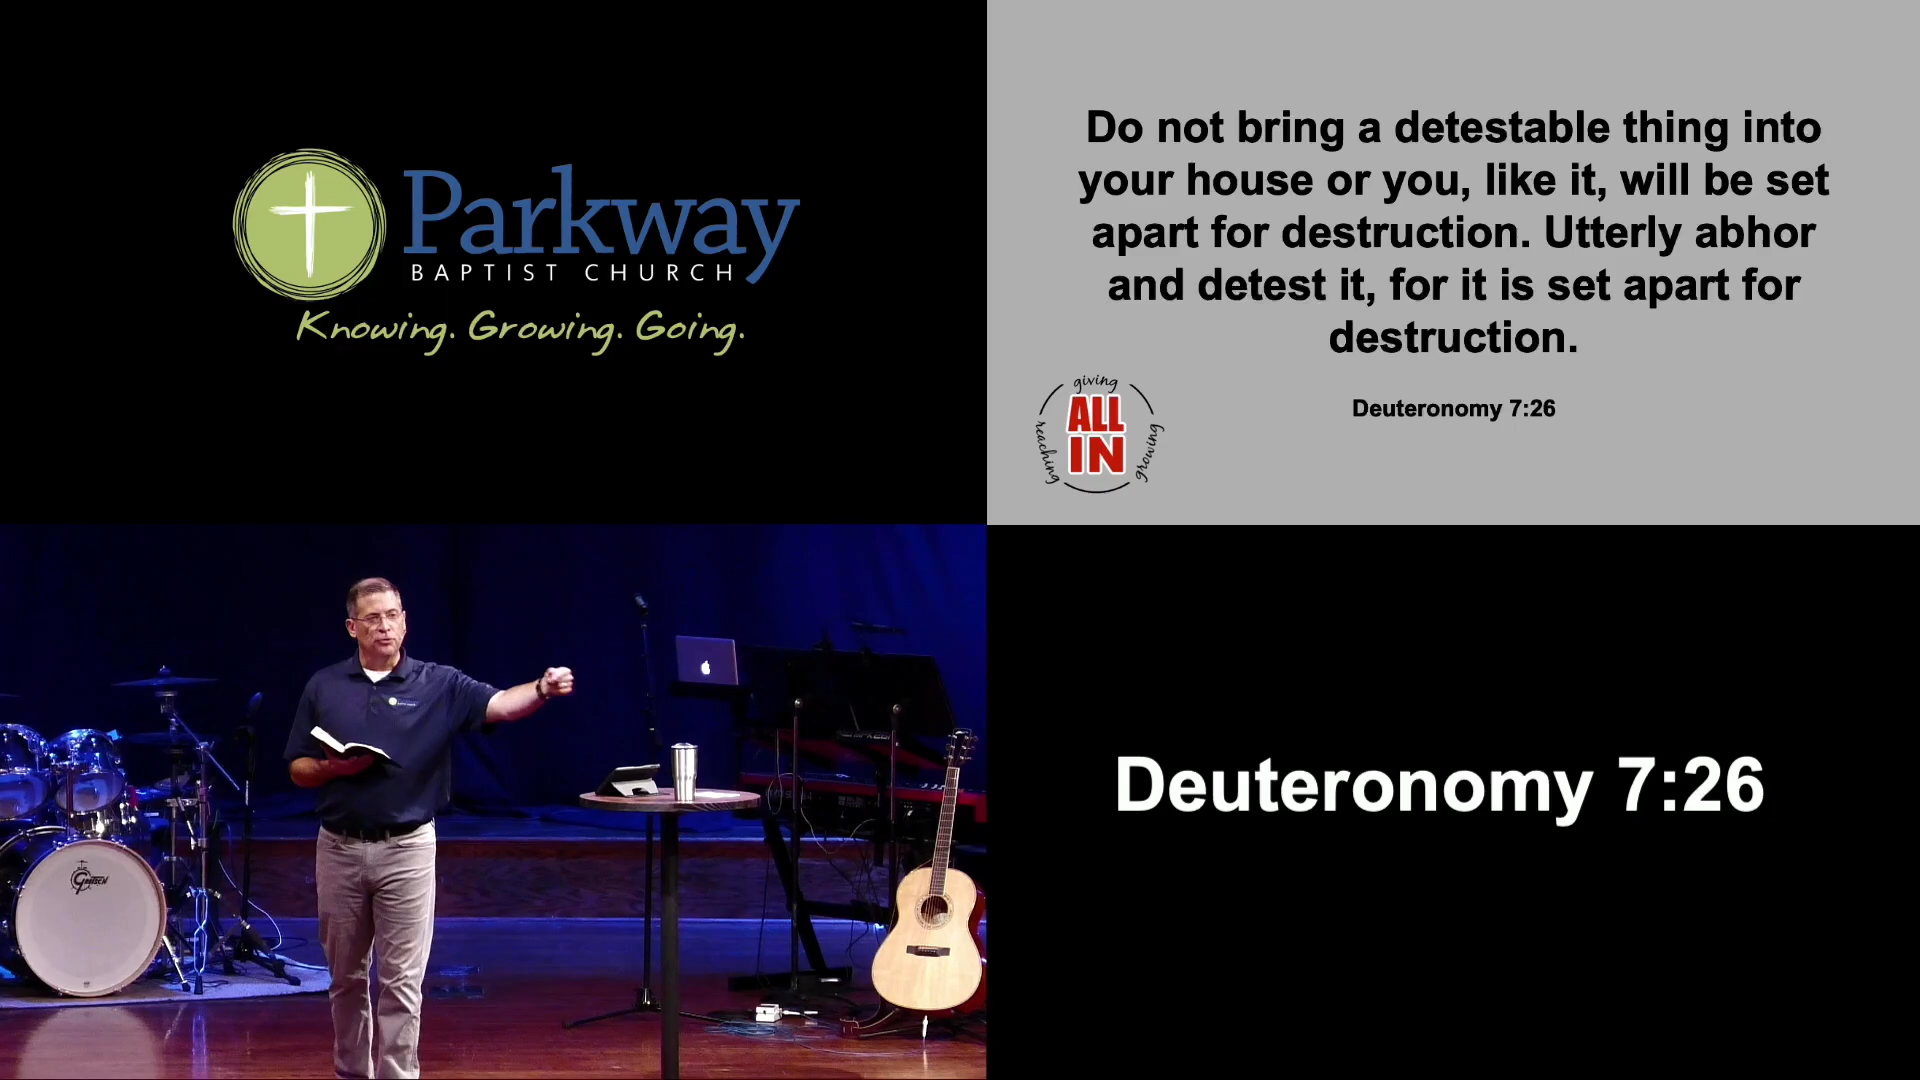 Parkway
BAPTIST CHURCH
Knowing. Growing. Going.
Do not bring a detestable thing into
your house or you, like it, will be set
apart for destruction. Utterly abhor
and detest it, for it is set apart for
destruction.
Deuteronomy 7:26
giving
ALL
IN
reaching
growing
GRETSCH
Deuteronomy 7:26